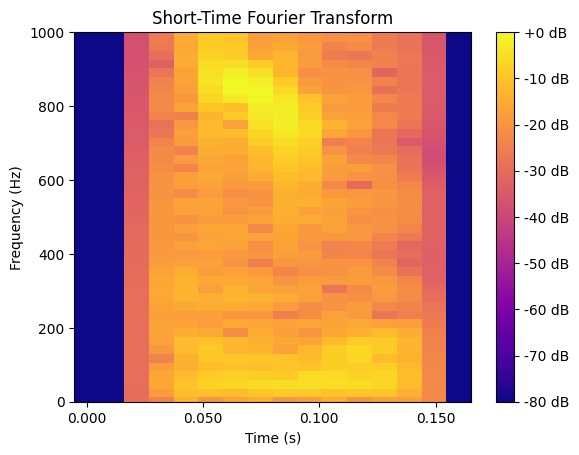 Short-Time Fourier Transform
1000
800
600
400
200
0
Frequency (Hz)
0.000
0.050
0.100
0.150
Time (s)
+0 dB
-10 dB
-20 dB
-30 dB
-40 dB
-50 dB
-60 dB
-70 dB
-80 dB